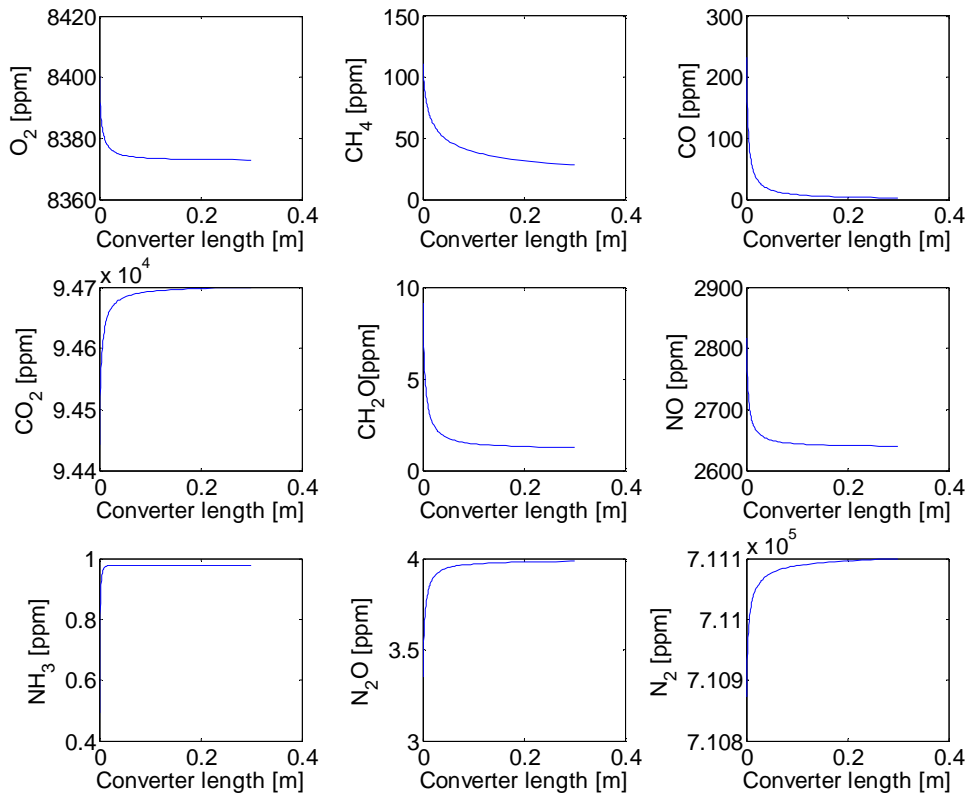 O2 [ppm]
8420
8400
8380
8360
0 0.2 0.4
Converter length [m]
CH4 [ppm]
150
100
50
0
0 0.2 0.4
Converter length [m]
CO [ppm]
300
200
100
0
0 0.2 0.4
Converter length [m]
CO2 [ppm]
x 10^4
9.47
9.46
9.45
9.44
0 0.2 0.4
Converter length [m]
CH2O[ppm]
10
5
0
0 0.2 0.4
Converter length [m]
NO [ppm]
2900
2800
2700
2600
0 0.2 0.4
Converter length [m]
NH3 [ppm]
1
0.8
0.6
0.4
0 0.2 0.4
Converter length [m]
N2O [ppm]
4
3.5
3
0 0.2 0.4
Converter length [m]
N2 [ppm]
x 10^5
7.111
7.11
7.109
7.108
0 0.2 0.4
Converter length [m]